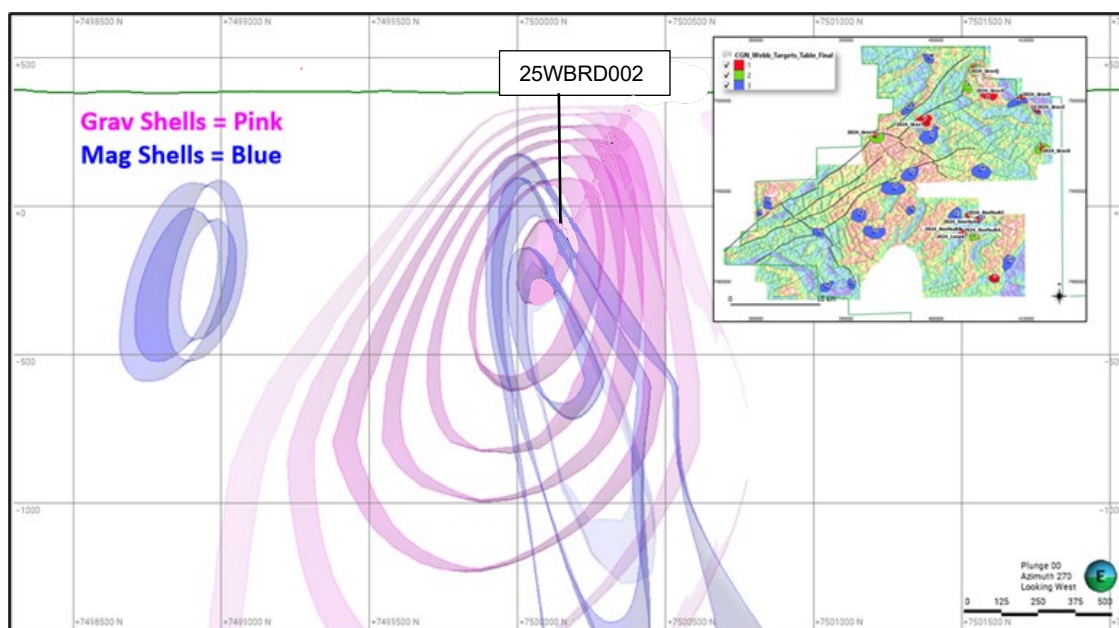 +7498500 N
+7499000 N
+7499500 N
+7500000 N
+7500500 N
+7501000 N
+7501500 N
+500
25WBRD002
CGN_Webb_Targets_Table_Final
1
2
3
Grav Shells = Pink
Mag Shells = Blue
+0
0
10 km
-500
-1000
Plunge 00
Azimuth 270
Looking West
E
0 125 250 375 500
+7498500 N
+7499000 N
+7499500 N
+7500000 N
+7500500 N
+7501000 N
+7501500 N